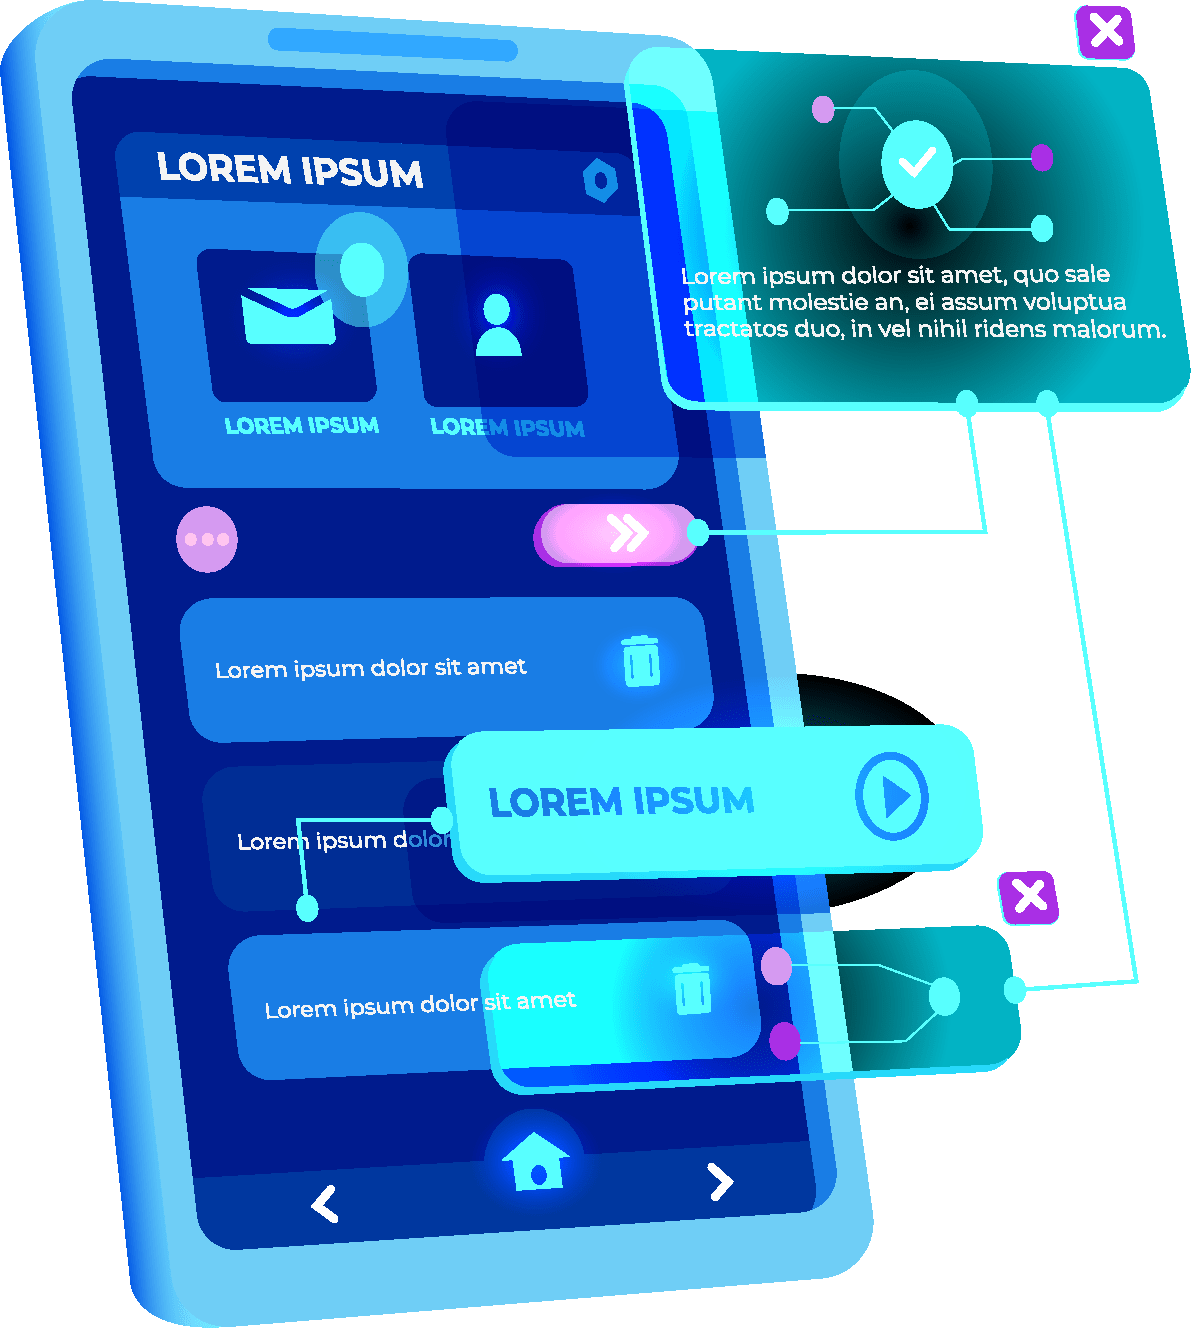 LOREM IPSUM
LOREM IPSUM
LOREM IPSUM
Lorem ipsum dolor sit amet, quo sale
putant molestie an, ei assum voluptua
tractatos duo, in vel nihil ridens malorum.
Lorem ipsum dolor sit amet
LOREM IPSUM
Lorem ipsum dolor
Lorem ipsum dolor sit amet